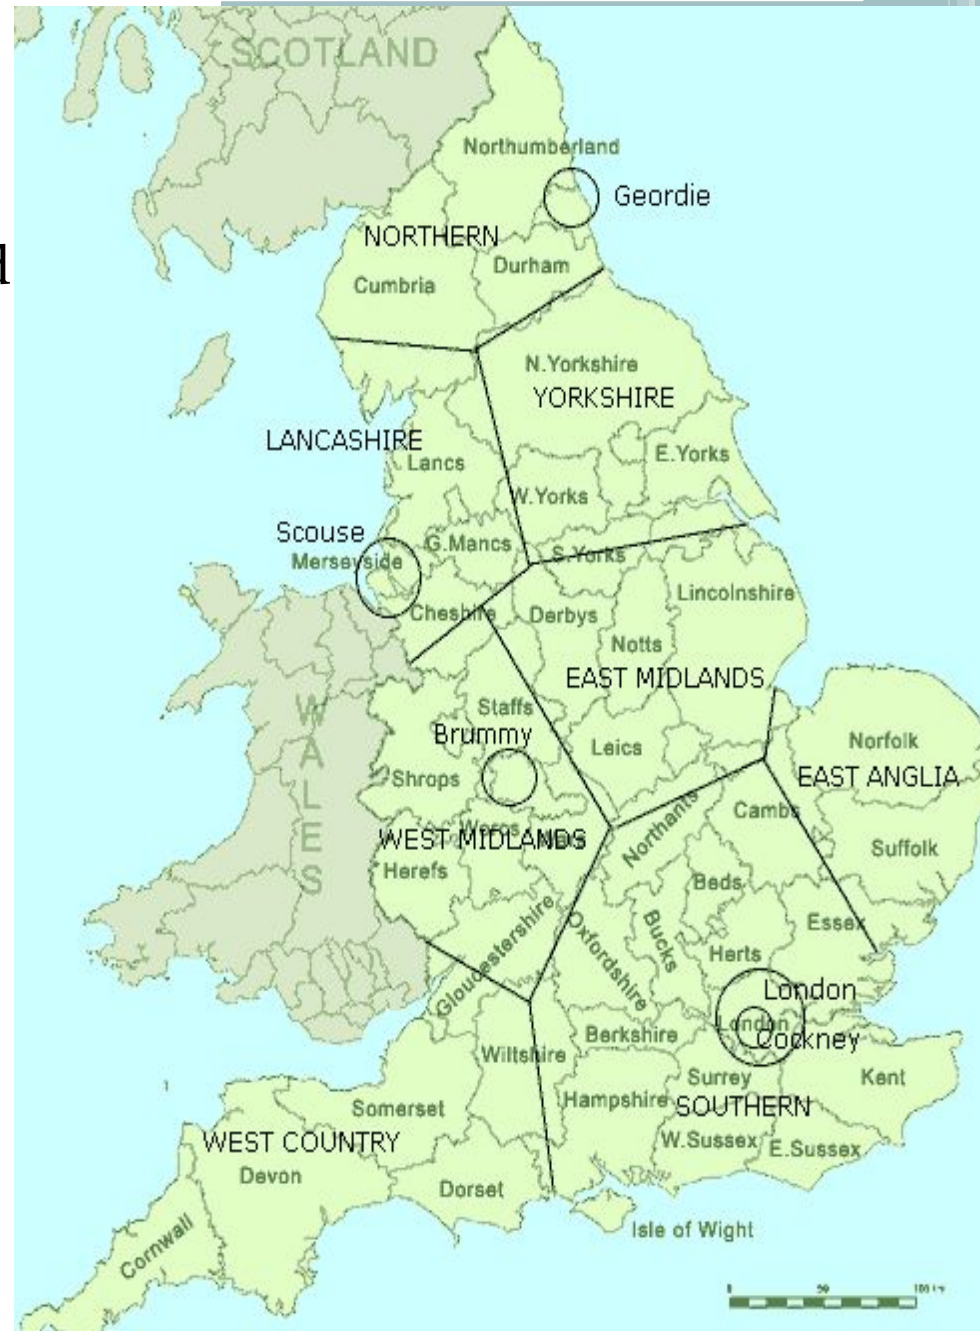 SCOTLAND
Northumberland
Geordie
NORTHERN
d
Durham
Cumbria
N.Yorkshire
YORKSHIRE
LANCASHIRE
E.Yorks
Lancs
W.Yorks
Scouse
G.Mancs
S.Yorks
Merseyside
Lincolnshire
Cheshire
Derbys
Notts
EAST MIDLANDS
WALES
Staffs
Brummy
Leics
Norfolk
EAST ANGLIA
Shrops
Cambs
Northants
WEST MIDLANDS
Worcs
Suffolk
Herefs
Beds
Essex
Gloucestershire
Oxfordshire
Bucks
Herts
London
London
Cockney
Berkshire
Wiltshire
Surrey
Kent
Hampshire
SOUTHERN
Somerset
WEST COUNTRY
W.Sussex
E.Sussex
Devon
Dorset
Isle of Wight
Cornwall
0